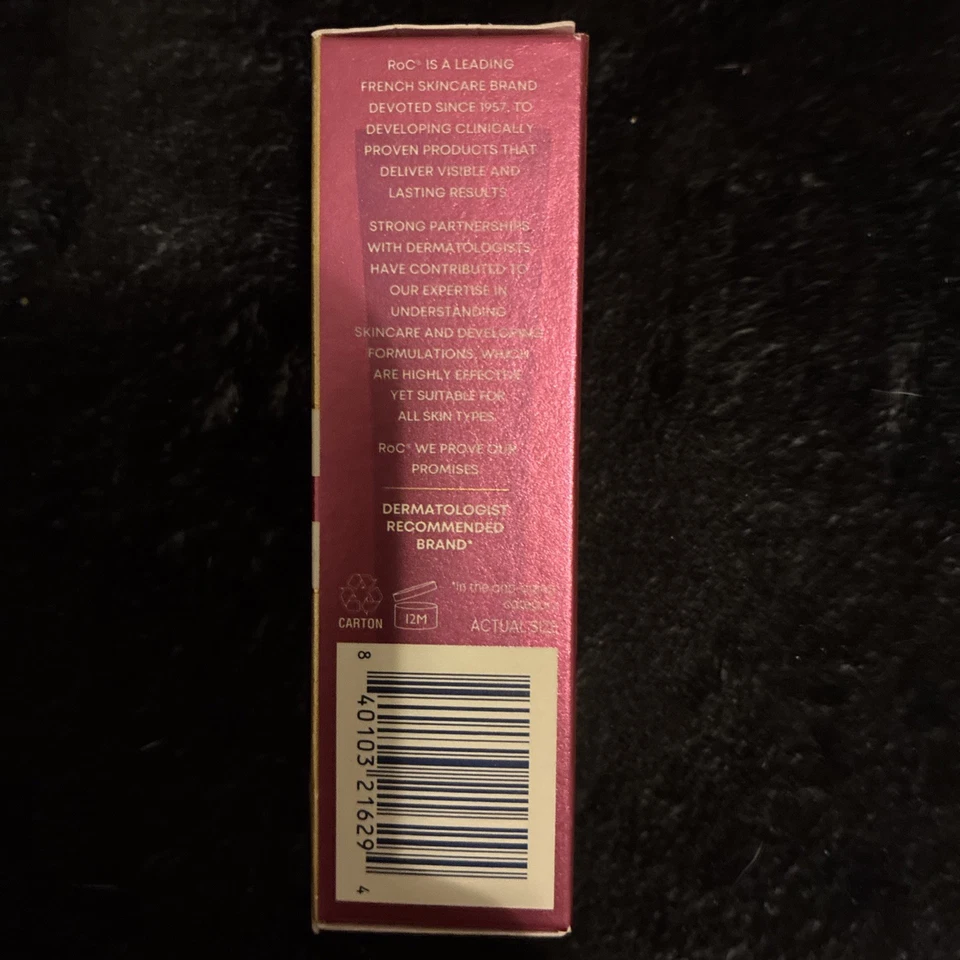 RoC® IS A LEADING
FRENCH SKINCARE BRAND
DEVOTED SINCE 1957, TO
DEVELOPING CLINICALLY
PROVEN PRODUCTS THAT
DELIVER VISIBLE AND
LASTING RESULTS.
STRONG PARTNERSHIPS
WITH DERMATOLOGISTS,
HAVE CONTRIBUTED TO
OUR EXPERTISE IN
UNDERSTANDING
SKINCARE AND DEVELOPING
FORMULATIONS, WHICH
ARE HIGHLY EFFECTIVE
YET SUITABLE FOR
ALL SKIN TYPES.
RoC® WE PROVE OUR
PROMISES
DERMATOLOGIST
RECOMMENDED
BRAND*
*In the
CARTON
12M
ACTUAL SIZE
8 40103 21629 4